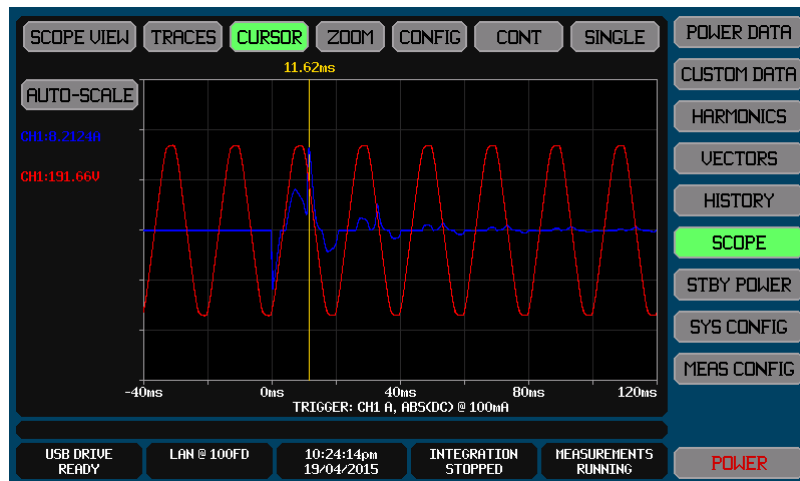 SCOPE VIEW TRACES CURSOR ZOOM CONFIG CONT SINGLE POWER DATA
11.62ms
CUSTOM DATA
AUTO-SCALE
HARMONICS
CH1:8.2124A
VECTORS
CH1:191.66V
HISTORY
SCOPE
STBY POWER
SYS CONFIG
MEAS CONFIG
-40ms 0ms 40ms 80ms 120ms
TRIGGER: CH1 A, ABS(DC) @ 100mA
USB DRIVE READY
LAN @ 100FD
10:24:14pm 19/04/2015
INTEGRATION STOPPED
MEASUREMENTS RUNNING
POWER